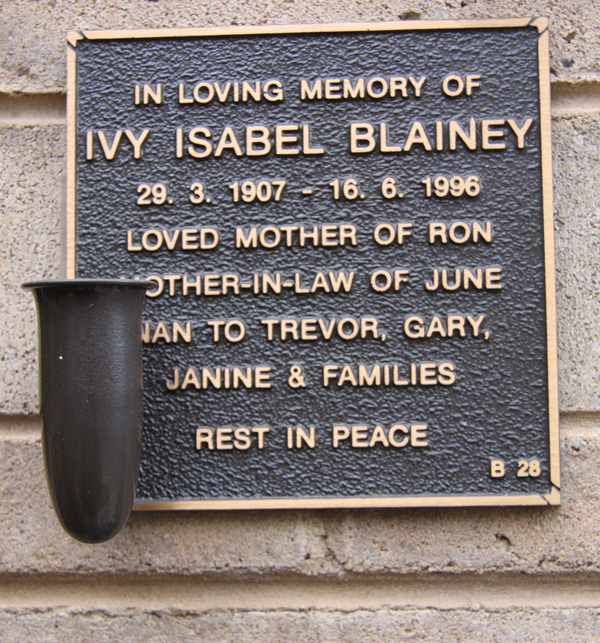 IN LOVING MEMORY OF
IVY ISABEL BLAINEY
29. 3. 1907 - 16. 6. 1996
LOVED MOTHER OF RON
MOTHER-IN-LAW OF JUNE
NAN TO TREVOR, GARY,
JANINE & FAMILIES
REST IN PEACE
B 28